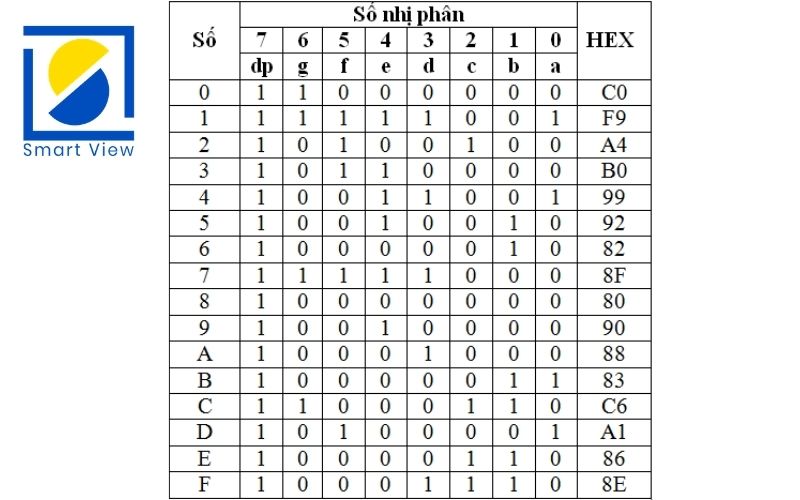 Smart View
Số nhị phân
Số 7 6 5 4 3 2 1 0 HEX
dp g f e d c b a
0 1 1 0 0 0 0 0 0 C0
1 1 1 1 1 1 0 0 1 F9
2 1 0 1 0 0 1 0 0 A4
3 1 0 1 1 0 0 0 0 B0
4 1 0 0 1 1 0 0 1 99
5 1 0 0 1 0 0 1 0 92
6 1 0 0 0 0 0 1 0 82
7 1 1 1 1 1 0 0 0 8F
8 1 0 0 0 0 0 0 0 80
9 1 0 0 1 0 0 0 0 90
A 1 0 0 0 1 0 0 0 88
B 1 0 0 0 0 0 1 1 83
C 1 1 0 0 0 1 1 0 C6
D 1 0 1 0 0 0 0 1 A1
E 1 0 0 0 0 1 1 0 86
F 1 0 0 0 1 1 1 0 8E